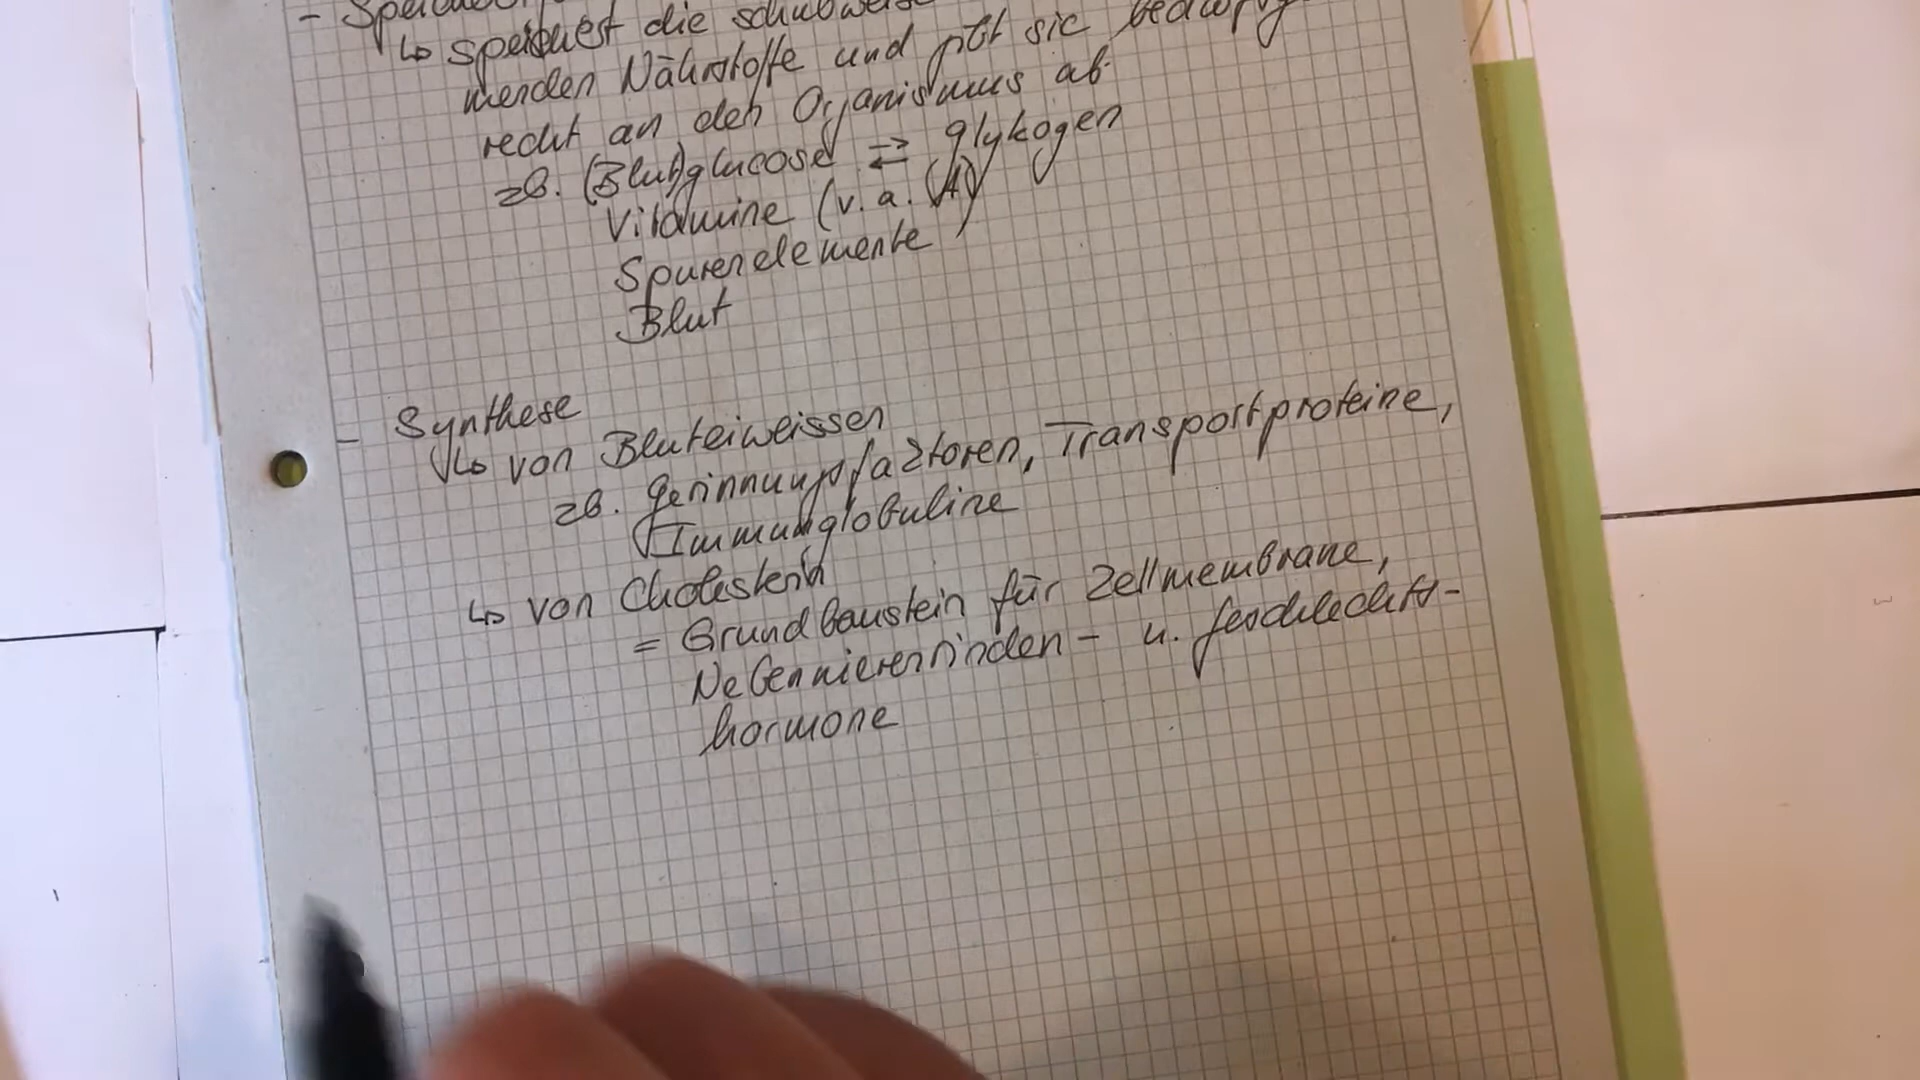 -
↳ speichert die schubweise
werden Nährstoffe und gibt sie
recht an den Organismus ab
zB. (Blut)glucose ⇄ glykogen
Vitamine (v.a. A)
Spurenelemente
Blut
- Synthese
↳ von Bluteiweissen
zB. gerinnungsfaktoren, Transportproteine,
Immunglobuline
↳ von Cholesterin
= Grundbaustein für Zellmembrane,
Nebennierenrinden- u. geschlechts-
hormone